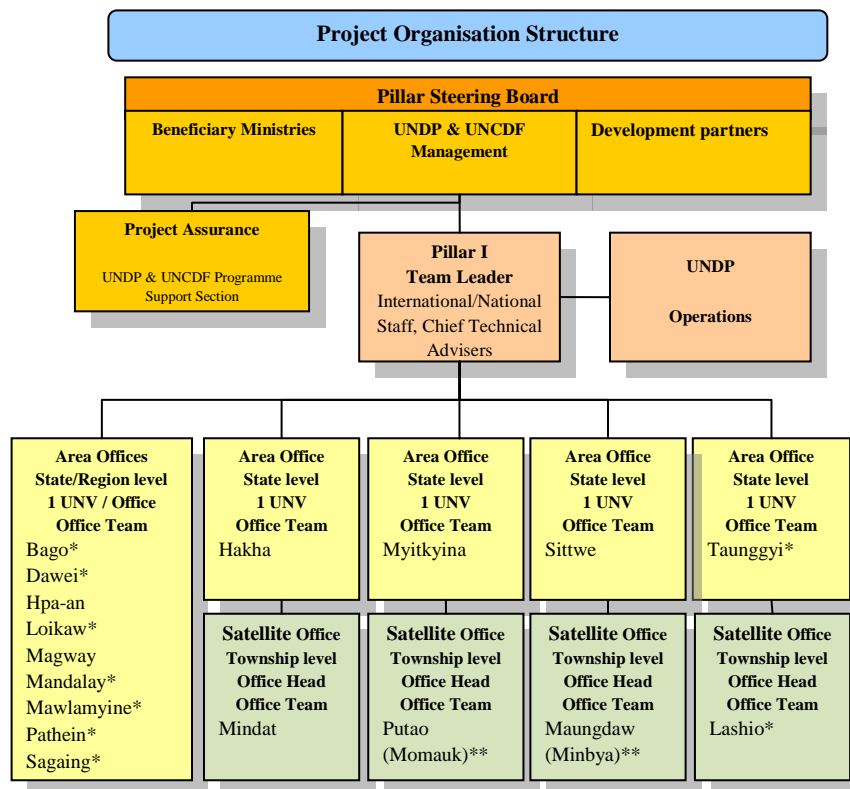 Project Organisation Structure
Pillar Steering Board
Beneficiary Ministries
UNDP & UNCDF
Management
Development partners
Project Assurance
UNDP & UNCDF Programme
Support Section
Pillar I
Team Leader
International/National
Staff, Chief Technical
Advisers
UNDP
Operations
Area Offices
State/Region level
1 UNV / Office
Office Team
Bago*
Dawei*
Hpa-an
Loikaw*
Magway
Mandalay*
Mawlamyine*
Pathein*
Sagaing*
Area Office
State level
1 UNV
Office Team
Hakha
Area Office
State level
1 UNV
Office Team
Myitkyina
Area Office
State level
1 UNV
Office Team
Sittwe
Area Office
State level
1 UNV
Office Team
Taunggyi*
Satellite Office
Township level
Office Head
Office Team
Mindat
Satellite Office
Township level
Office Head
Office Team
Putao
(Momauk)**
Satellite Office
Township level
Office Head
Office Team
Maungdaw
(Minbya)**
Satellite Office
Township level
Office Head
Office Team
Lashio*